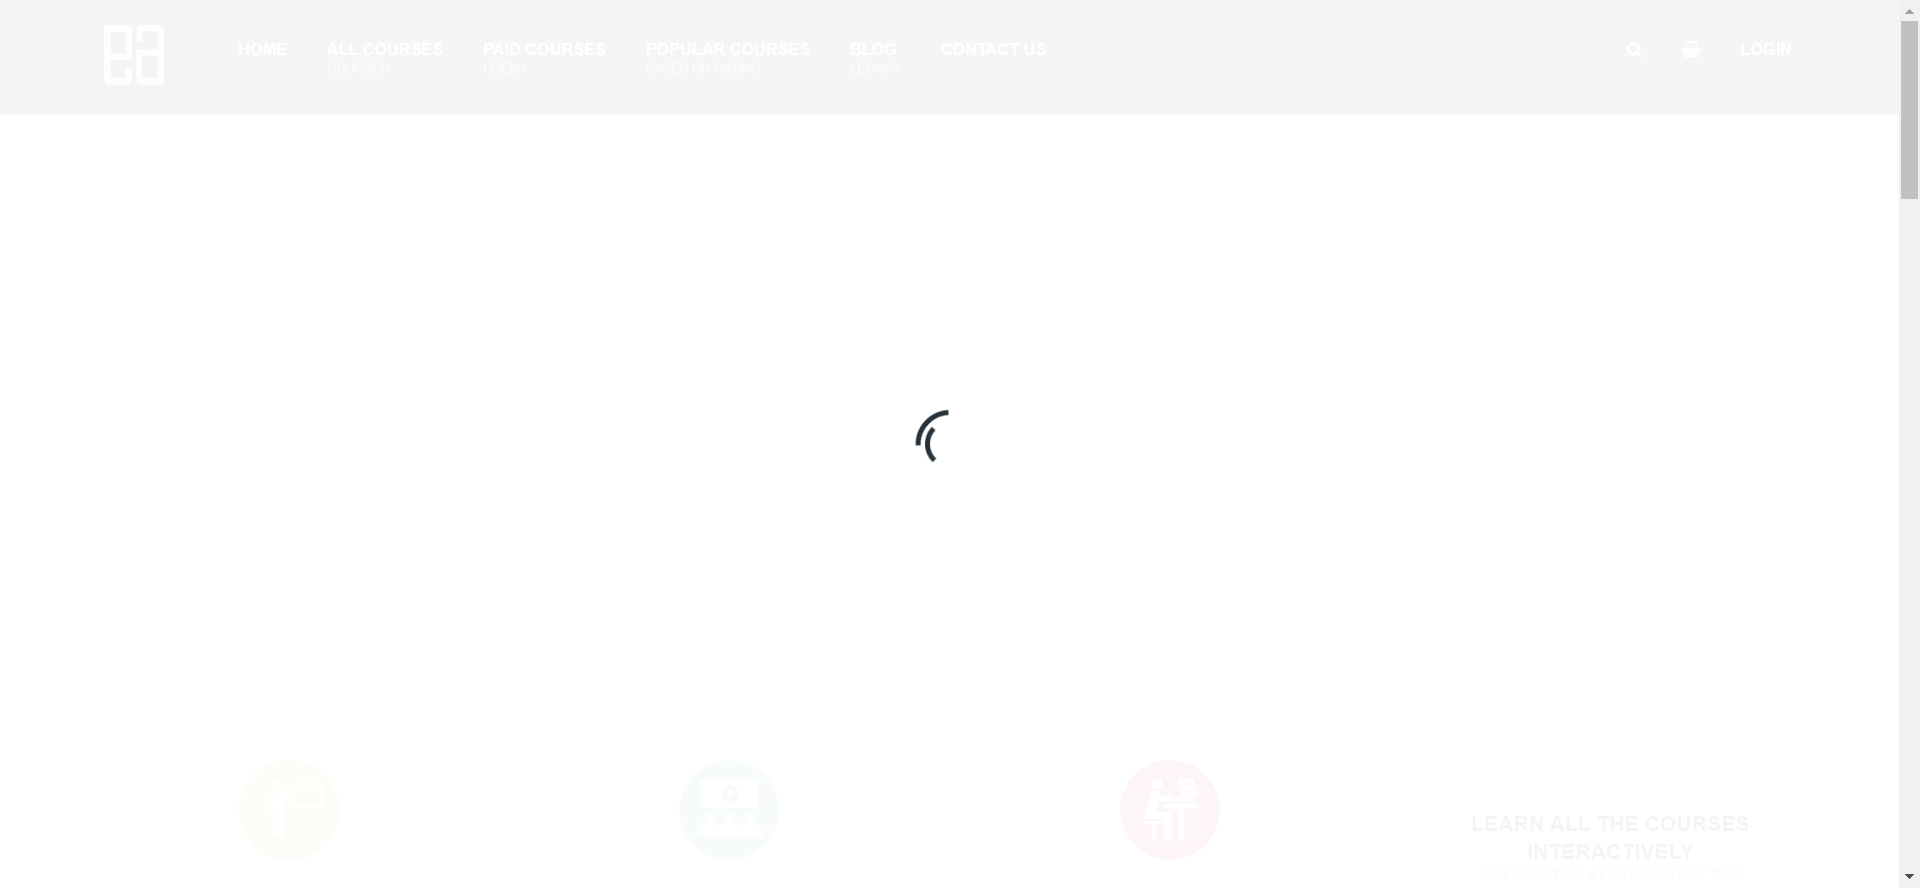 HOME ALL COURSES PAID COURSES POPULAR COURSES BLOG CONTACT US LOGIN
COURSES UDEMY BASED ON RATING LEGACY
LEARN ALL THE COURSES
INTERACTIVELY
ASK QUESTION AT ANY POINT OF TIME